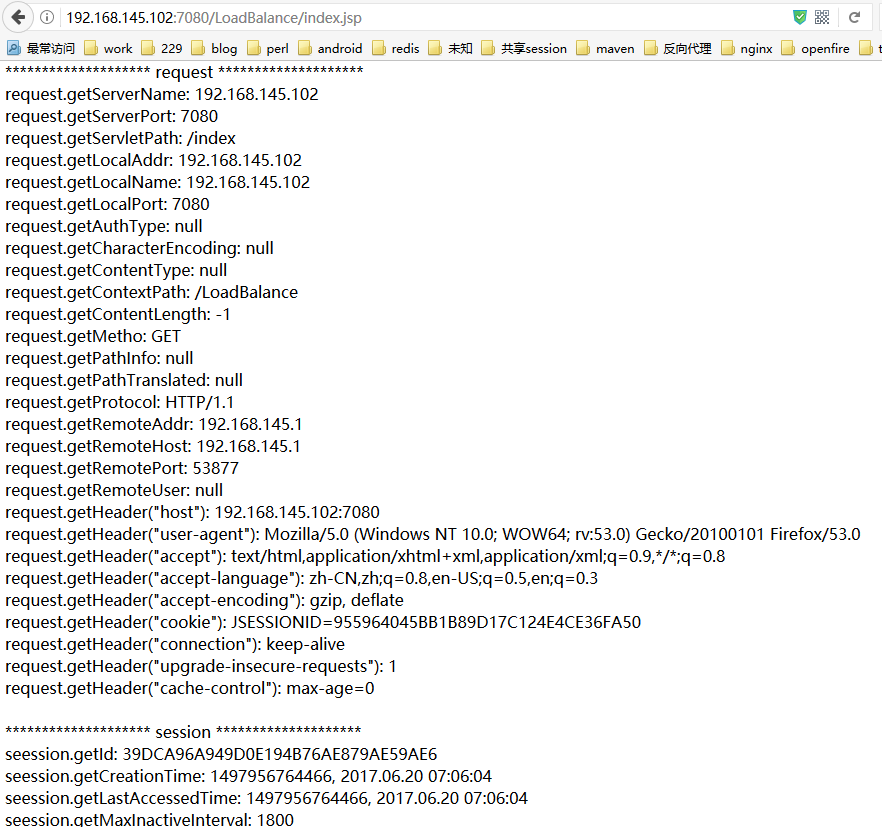 192.168.145.102:7080/LoadBalance/index.jsp
最常访问 work 229 blog perl android redis 未知 共享session maven 反向代理 nginx openfire t
******************** request ********************
request.getServerName: 192.168.145.102
request.getServerPort: 7080
request.getServletPath: /index
request.getLocalAddr: 192.168.145.102
request.getLocalName: 192.168.145.102
request.getLocalPort: 7080
request.getAuthType: null
request.getCharacterEncoding: null
request.getContentType: null
request.getContextPath: /LoadBalance
request.getContentLength: -1
request.getMetho: GET
request.getPathInfo: null
request.getPathTranslated: null
request.getProtocol: HTTP/1.1
request.getRemoteAddr: 192.168.145.1
request.getRemoteHost: 192.168.145.1
request.getRemotePort: 53877
request.getRemoteUser: null
request.getHeader("host"): 192.168.145.102:7080
request.getHeader("user-agent"): Mozilla/5.0 (Windows NT 10.0; WOW64; rv:53.0) Gecko/20100101 Firefox/53.0
request.getHeader("accept"): text/html,application/xhtml+xml,application/xml;q=0.9,*/*;q=0.8
request.getHeader("accept-language"): zh-CN,zh;q=0.8,en-US;q=0.5,en;q=0.3
request.getHeader("accept-encoding"): gzip, deflate
request.getHeader("cookie"): JSESSIONID=955964045BB1B89D17C124E4CE36FA50
request.getHeader("connection"): keep-alive
request.getHeader("upgrade-insecure-requests"): 1
request.getHeader("cache-control"): max-age=0
******************** session ********************
seession.getId: 39DCA96A949D0E194B76AE879AE59AE6
seession.getCreationTime: 1497956764466, 2017.06.20 07:06:04
seession.getLastAccessedTime: 1497956764466, 2017.06.20 07:06:04
seession.getMaxInactiveInterval: 1800